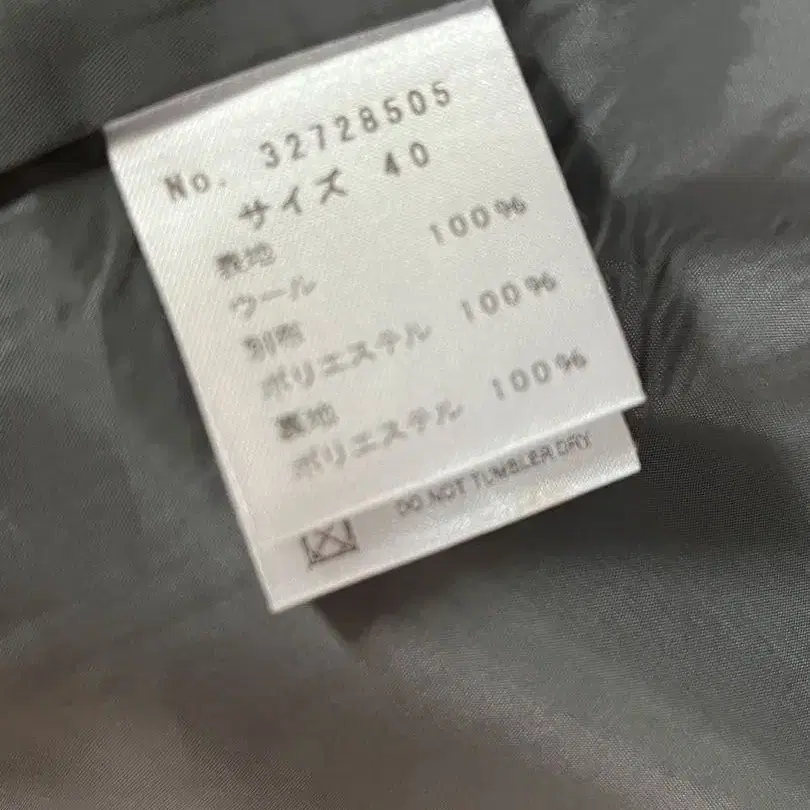 No. 32728505
サイズ 40
表地
ウール 100%
別布
ポリエステル 100%
裏地
ポリエステル 100%
DO NOT TUMBLER DRY